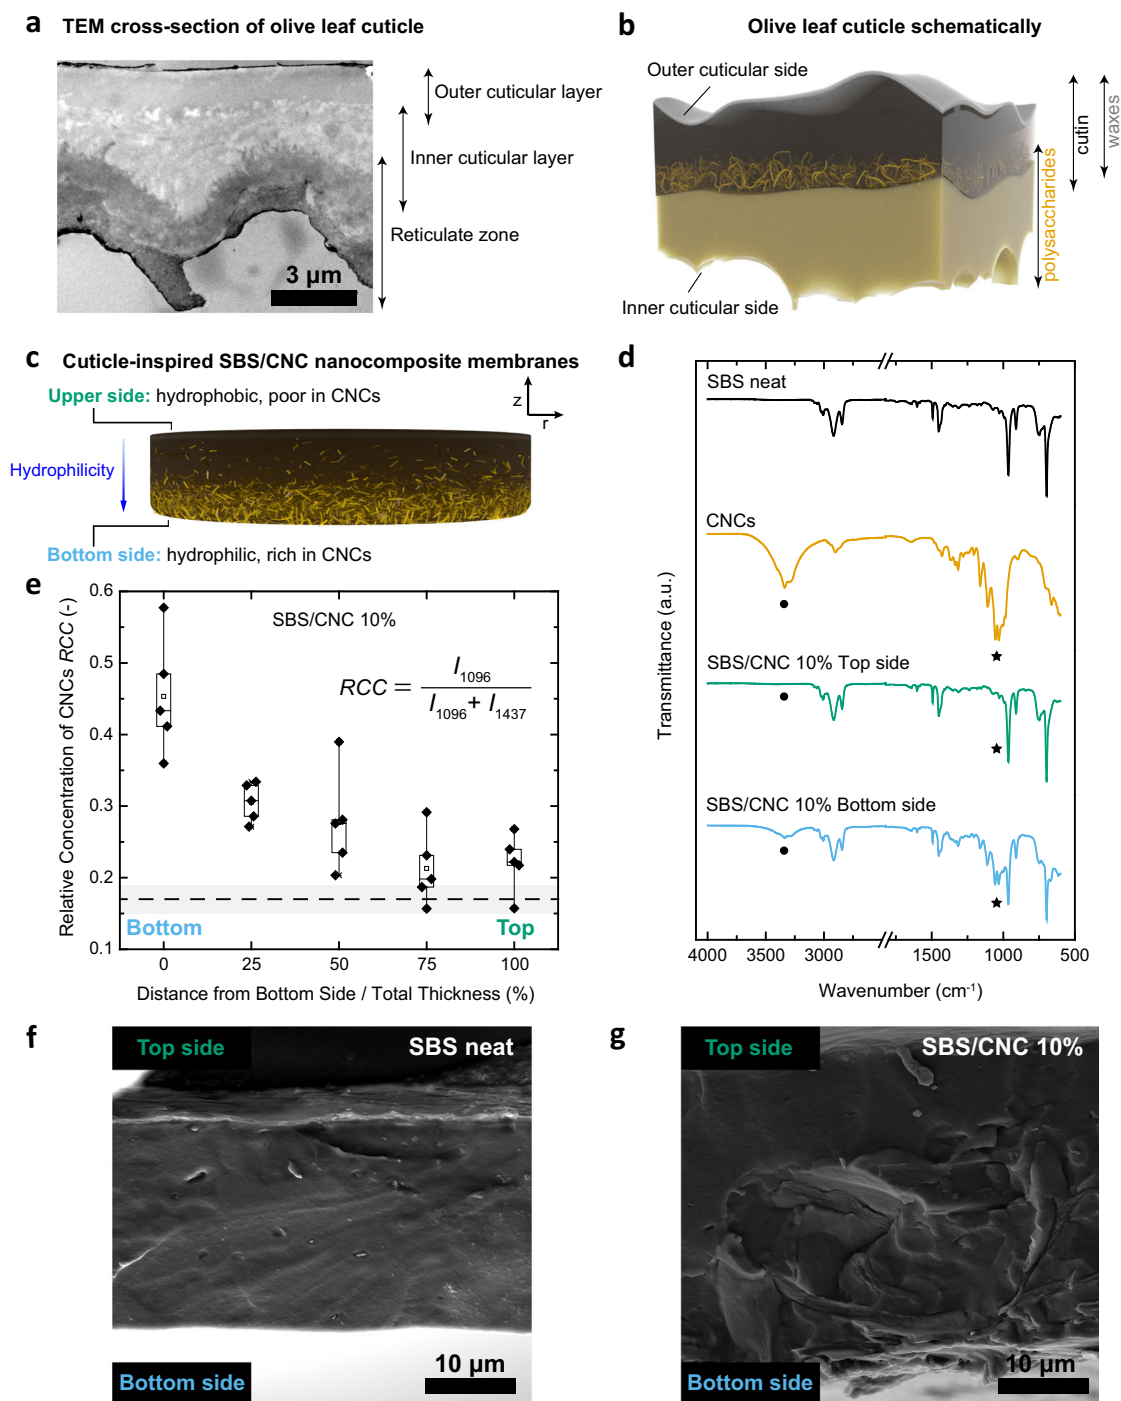 a TEM cross-section of olive leaf cuticle
Outer cuticular layer
Inner cuticular layer
Reticulate zone
3 µm
b Olive leaf cuticle schematically
Outer cuticular side
cutin
waxes
polysaccharides
Inner cuticular side
c Cuticle-inspired SBS/CNC nanocomposite membranes
Upper side: hydrophobic, poor in CNCs
z
r
Hydrophilicity
Bottom side: hydrophilic, rich in CNCs
d
SBS neat
CNCs
SBS/CNC 10% Top side
SBS/CNC 10% Bottom side
Transmittance (a.u.)
4000 3500 3000 1500 1000 500
Wavenumber (cm-1)
e
SBS/CNC 10%
RCC = I1096 / I1096 + I1437
Relative Concentration of CNCs RCC (-)
0.6
0.5
0.4
0.3
0.2
0.1
Bottom Top
0 25 50 75 100
Distance from Bottom Side / Total Thickness (%)
f
Top side SBS neat
Bottom side 10 µm
g
Top side SBS/CNC 10%
Bottom side 10 µm